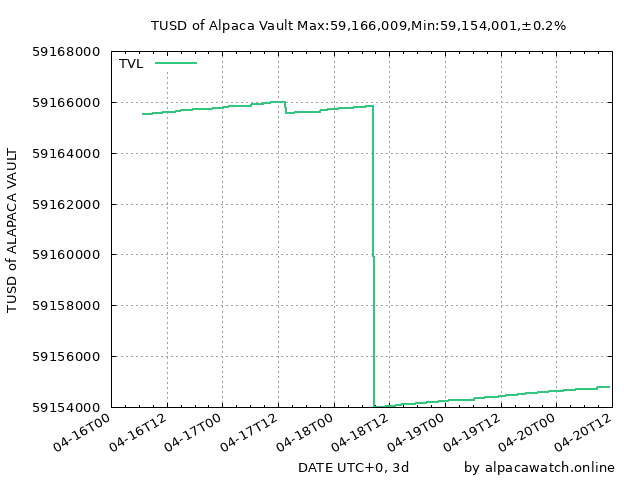 TUSD of Alpaca Vault Max:59,166,009,Min:59,154,001,±0.2%
TVL
59168000
59166000
59164000
59162000
59160000
59158000
59156000
59154000
TUSD of ALAPACA VAULT
04-16T00
04-16T12
04-17T00
04-17T12
04-18T00
04-18T12
04-19T00
04-19T12
04-20T00
04-20T12
DATE UTC+0, 3d
by alpacawatch.online